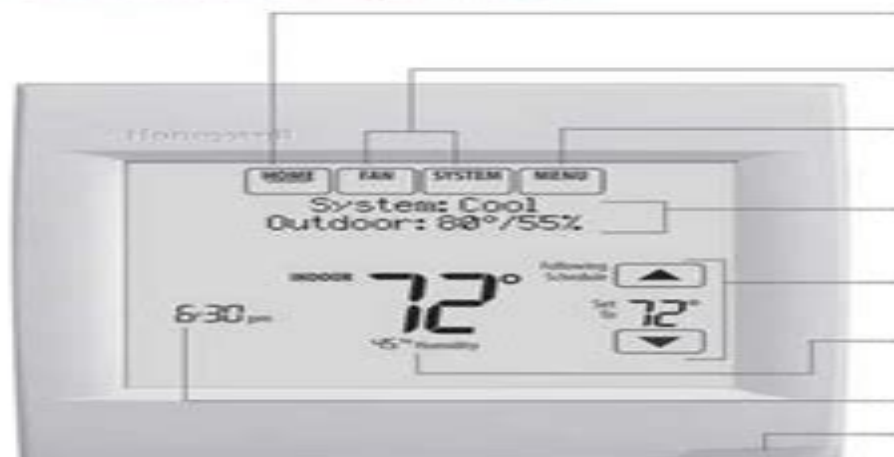 Honeywell
HOME FAN SYSTEM MENU
System: Cool
Outdoor: 80°/55%
Following
Schedule
INDOOR 72°
6:30 pm
Set
To 72°
45% Humidity